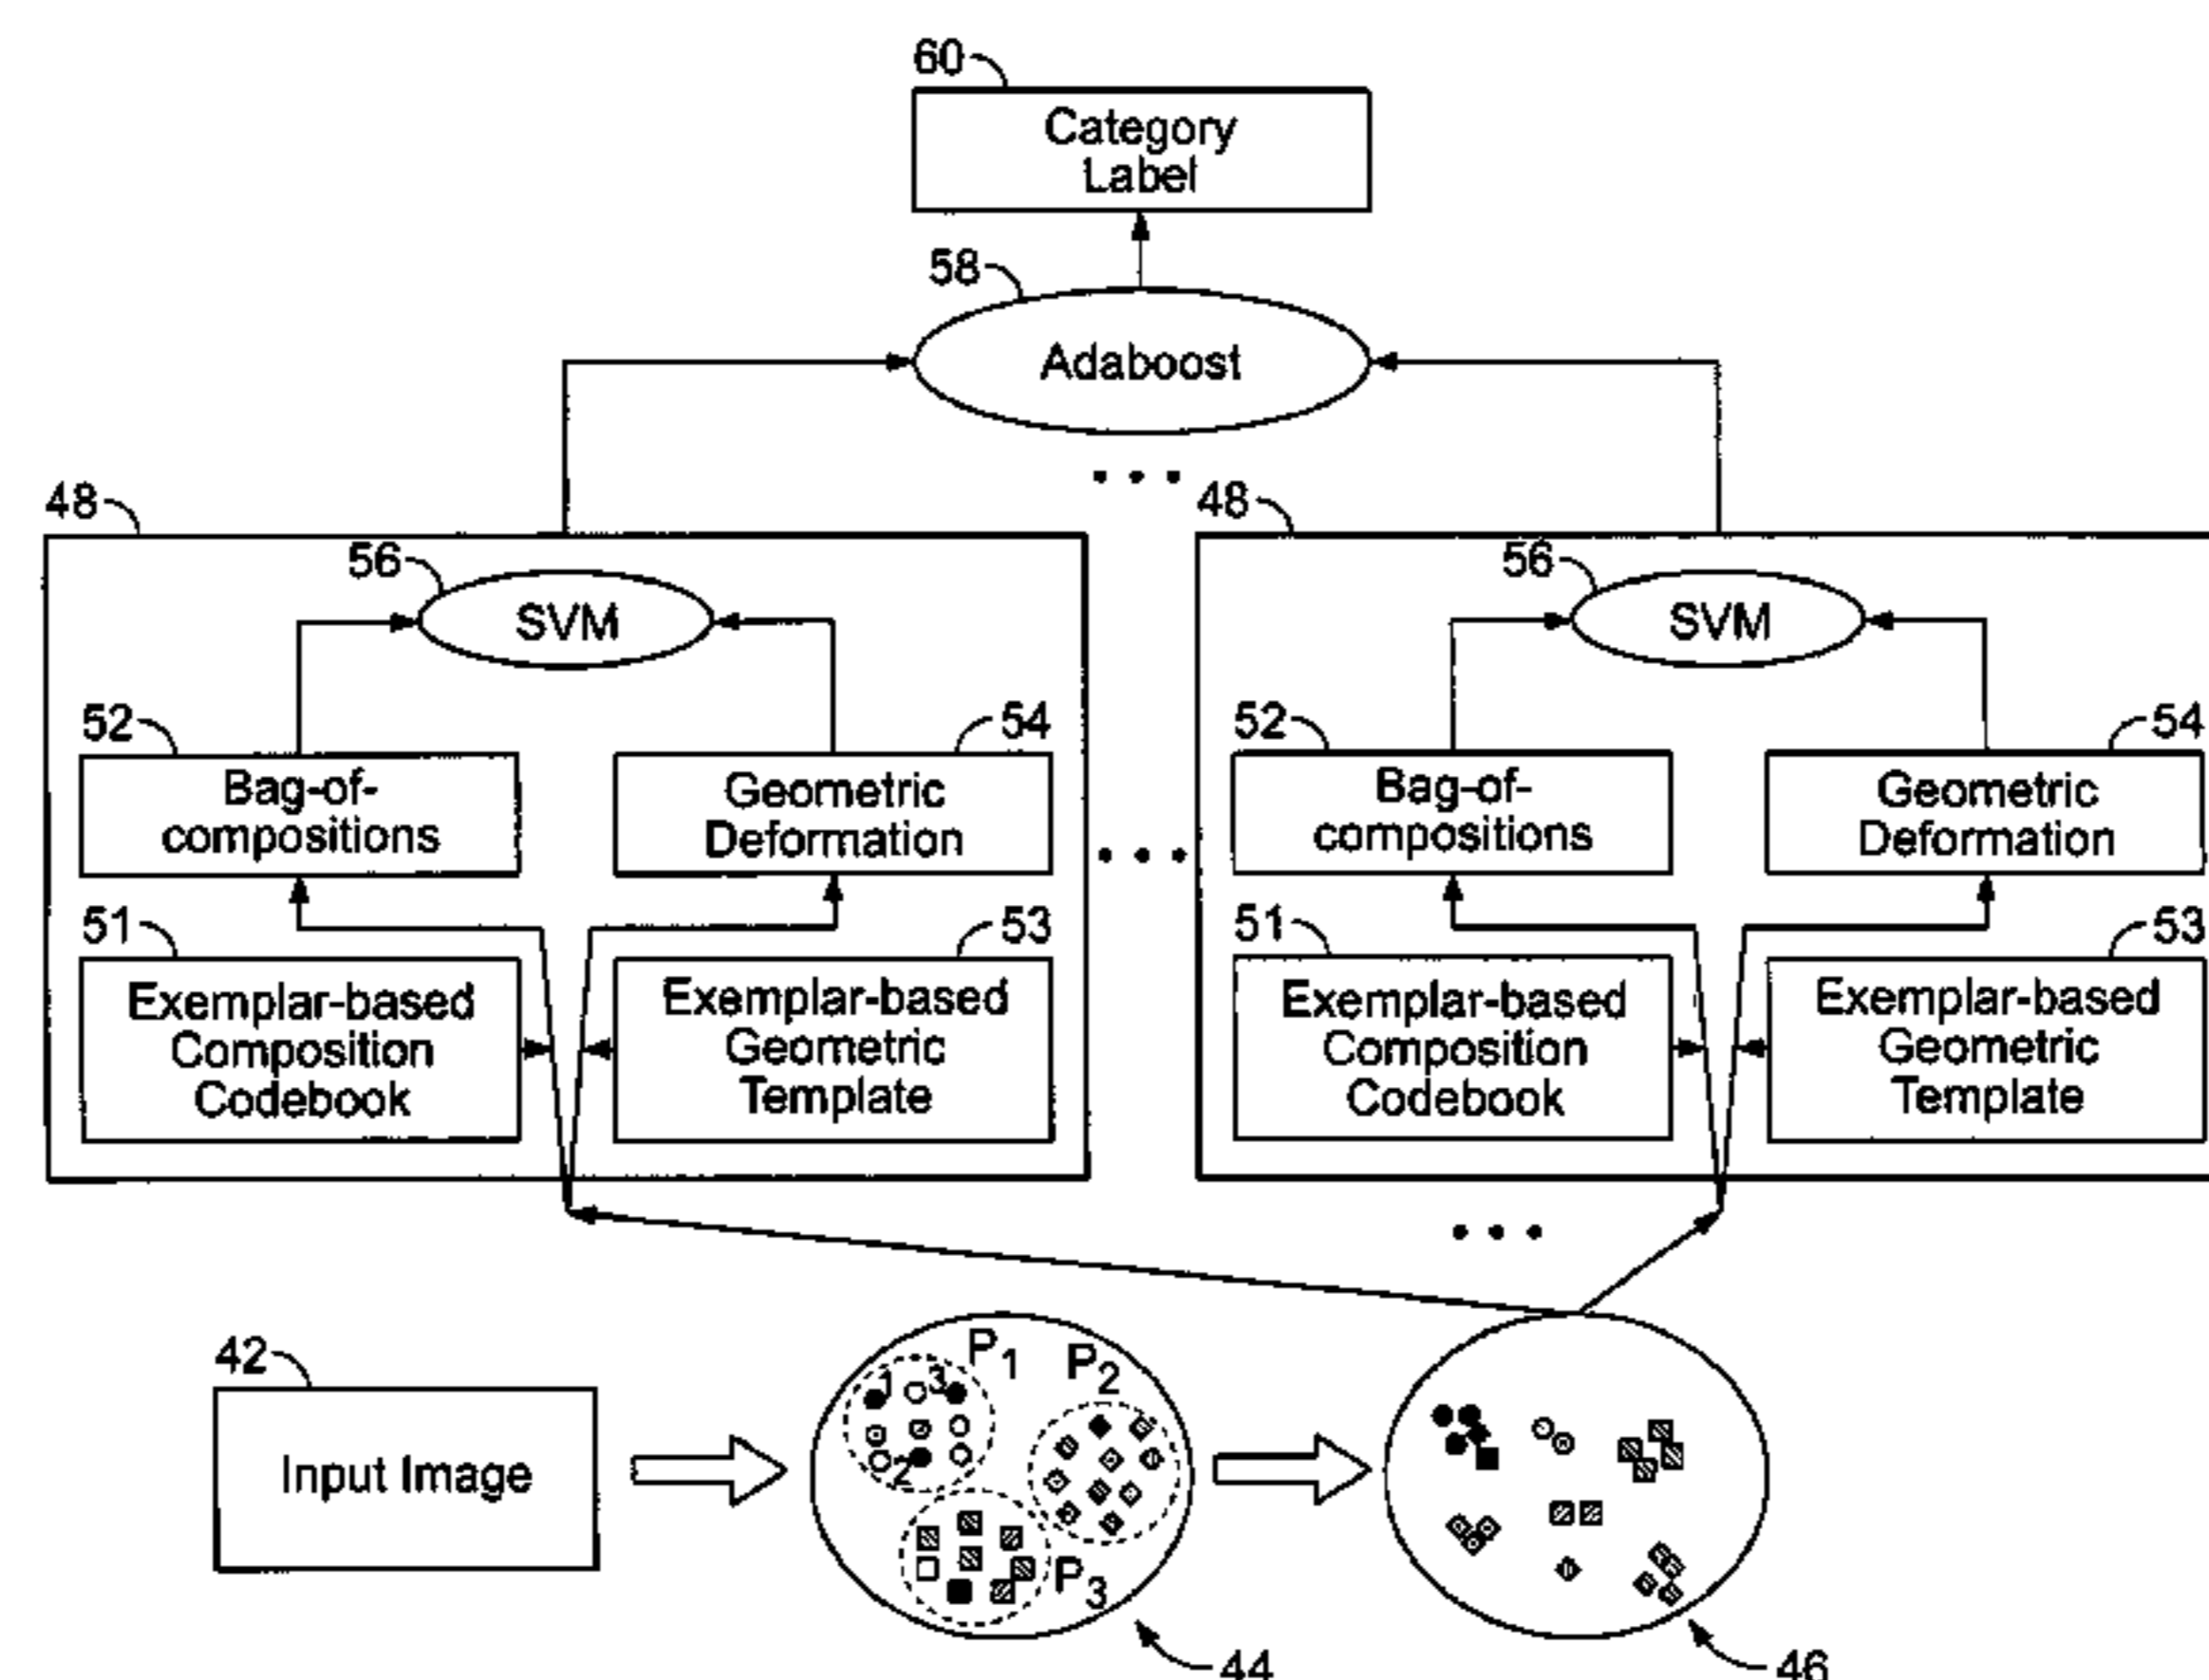 60
Category
Label
58
Adaboost
48
48
56
SVM
56
SVM
52
Bag-of-
compositions
54
Geometric
Deformation
52
Bag-of-
compositions
54
Geometric
Deformation
51
Exemplar-based
Composition
Codebook
53
Exemplar-based
Geometric
Template
51
Exemplar-based
Composition
Codebook
53
Exemplar-based
Geometric
Template
42
Input Image
P1
1
3
2
P2
P3
44
46